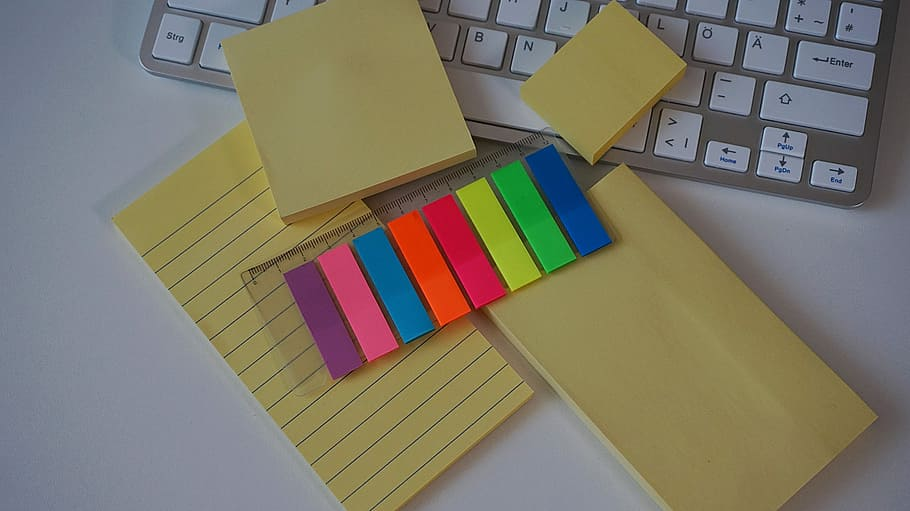 Strg
B
N
J
Ö
Ä
*
+
~
#
'
Enter
-
_
>
<
PgUp
Home
PgDn
End